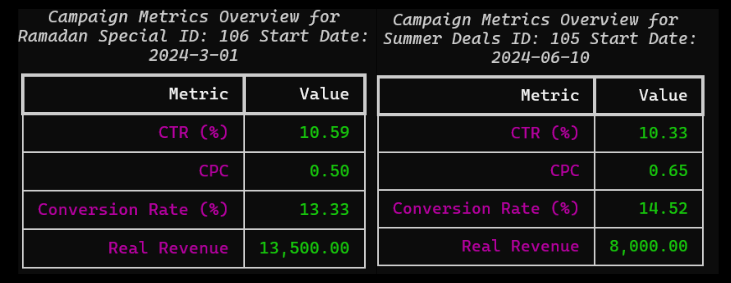 Campaign Metrics Overview for
Ramadan Special ID: 106 Start Date:
2024-3-01
Metric Value
CTR (%) 10.59
CPC 0.50
Conversion Rate (%) 13.33
Real Revenue 13,500.00
Campaign Metrics Overview for
Summer Deals ID: 105 Start Date:
2024-06-10
Metric Value
CTR (%) 10.33
CPC 0.65
Conversion Rate (%) 14.52
Real Revenue 8,000.00